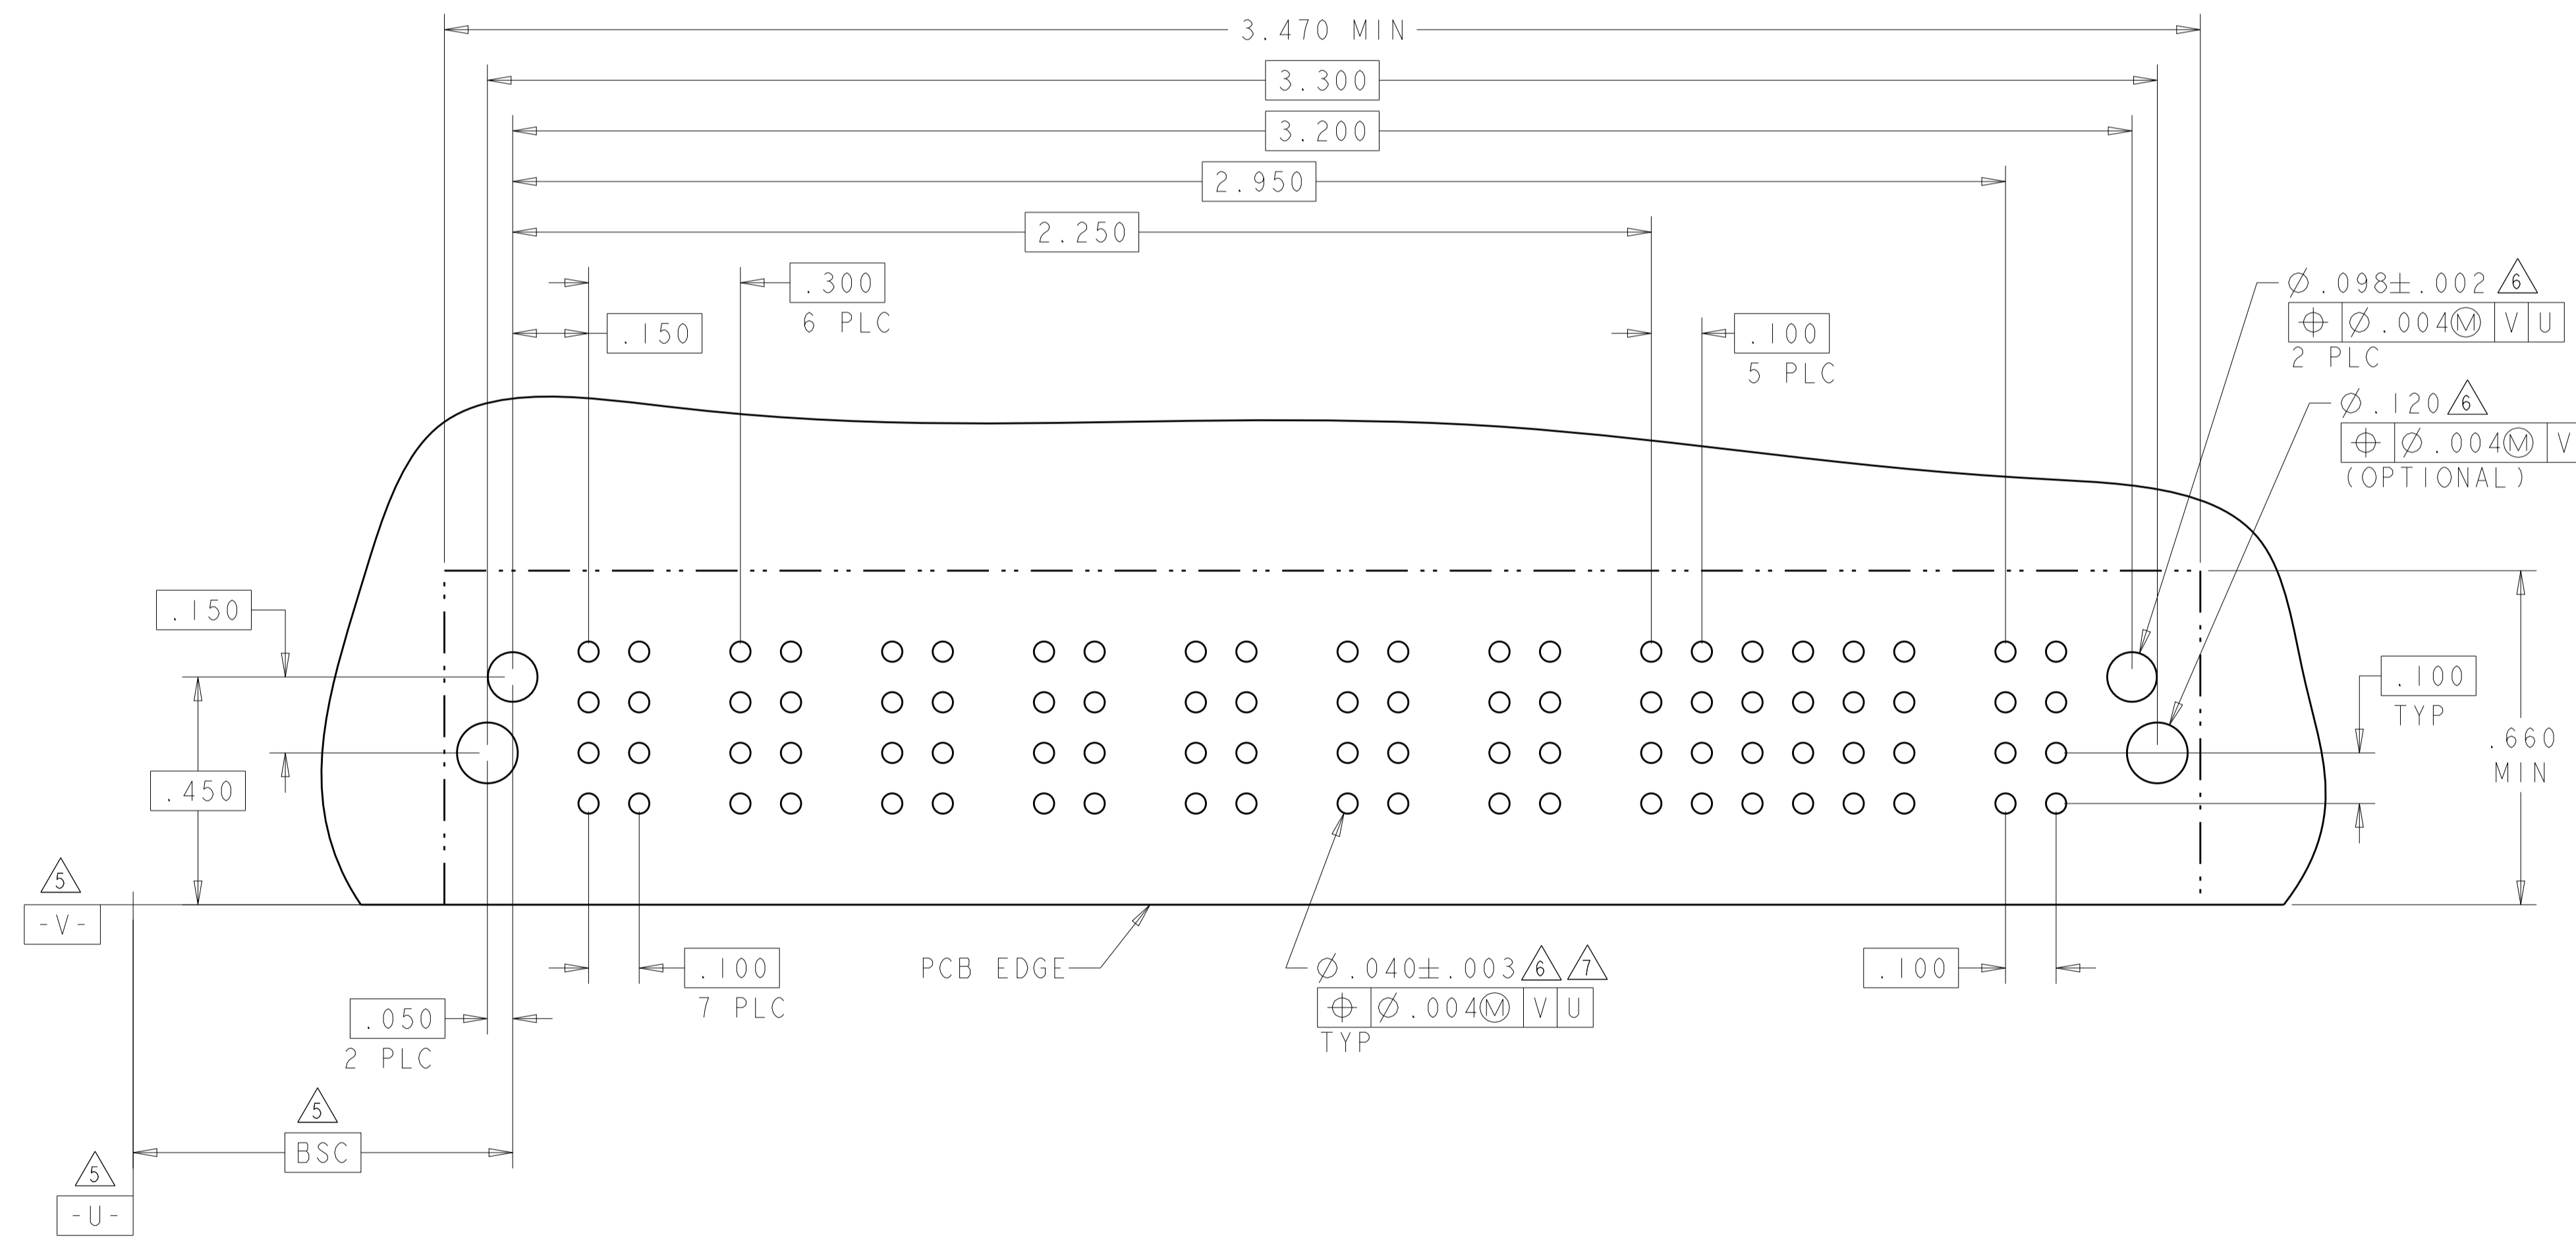 3.470 MIN
3.300
3.200
2.950
2.250
.300
6 PLC
.150
.100
5 PLC
Ø.098±.002 6
⌖ Ø.004Ⓜ V U
2 PLC
Ø.120 6
⌖ Ø.004Ⓜ V
(OPTIONAL)
.150
.450
.100
TYP
.660
MIN
5
-V-
.100
7 PLC
PCB EDGE
Ø.040±.003 6 7
⌖ Ø.004Ⓜ V U
TYP
.100
.050
2 PLC
5
BSC
5
-U-